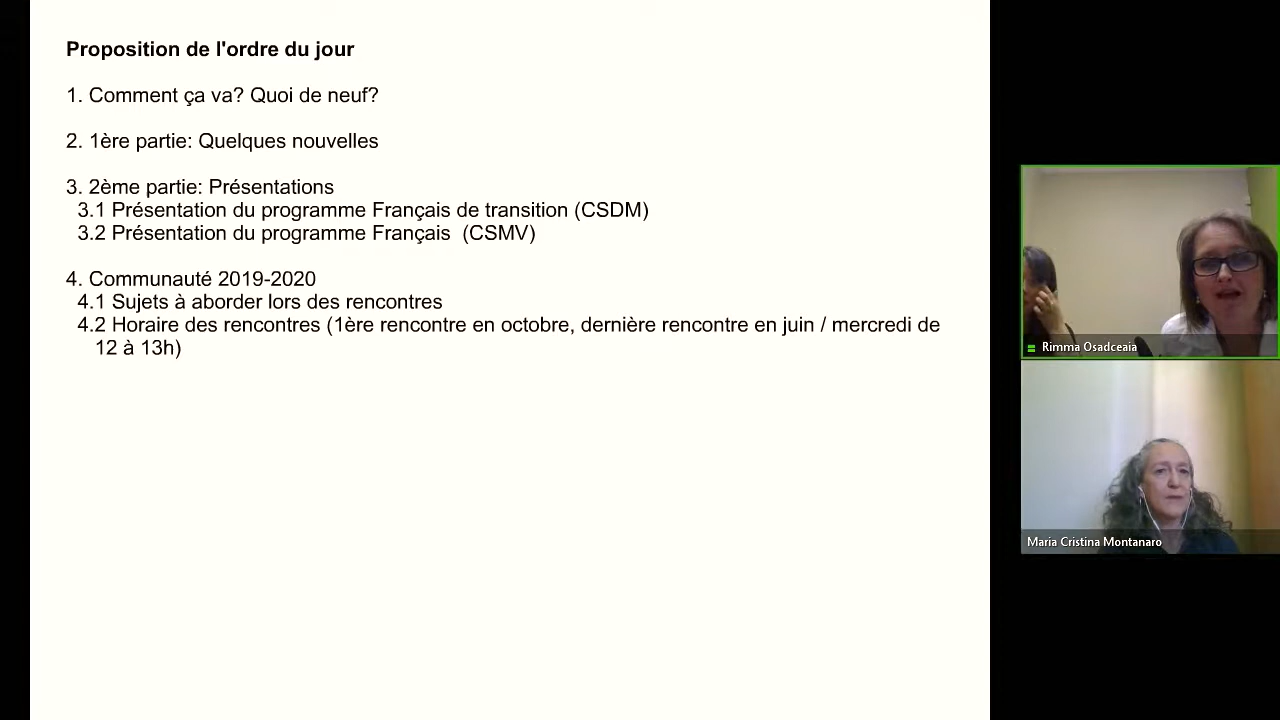 Proposition de l'ordre du jour
1. Comment ça va? Quoi de neuf?
2. 1ère partie: Quelques nouvelles
3. 2ème partie: Présentations
3.1 Présentation du programme Français de transition (CSDM)
3.2 Présentation du programme Français (CSMV)
4. Communauté 2019-2020
4.1 Sujets à aborder lors des rencontres
4.2 Horaire des rencontres (1ère rencontre en octobre, dernière rencontre en juin / mercredi de
12 à 13h)
Rimma Osadceaia
Maria Cristina Montanaro